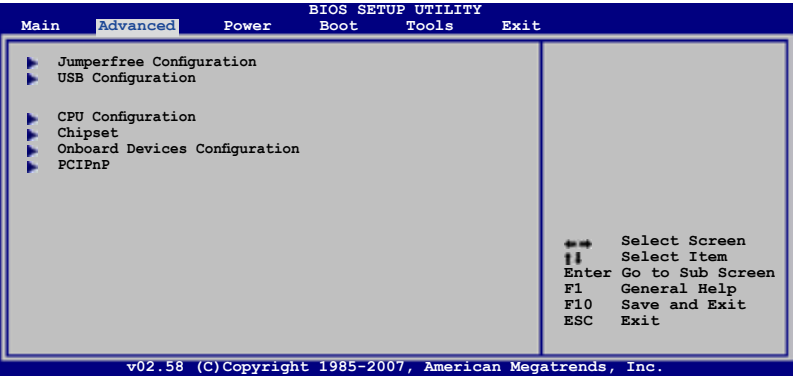 BIOS SETUP UTILITY
Main Advanced Power Boot Tools Exit
Jumperfree Configuration
USB Configuration
CPU Configuration
Chipset
Onboard Devices Configuration
PCIPnP
←→ Select Screen
↑↓ Select Item
Enter Go to Sub Screen
F1 General Help
F10 Save and Exit
ESC Exit
v02.58 (C)Copyright 1985-2007, American Megatrends, Inc.